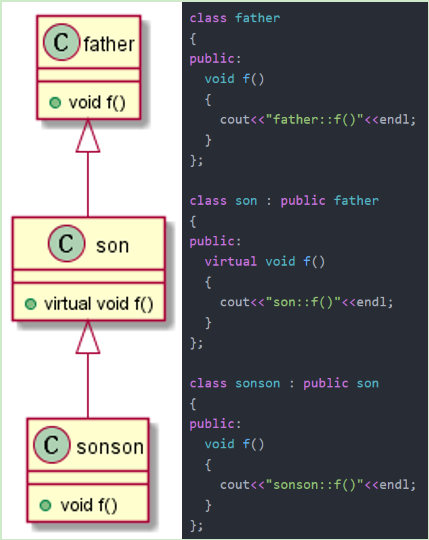 C father
void f()
C son
virtual void f()
C sonson
void f()
class father
{
public:
  void f()
  {
    cout<<"father::f()"<<endl;
  }
};
class son : public father
{
public:
  virtual void f()
  {
    cout<<"son::f()"<<endl;
  }
};
class sonson : public son
{
public:
  void f()
  {
    cout<<"sonson::f()"<<endl;
  }
};